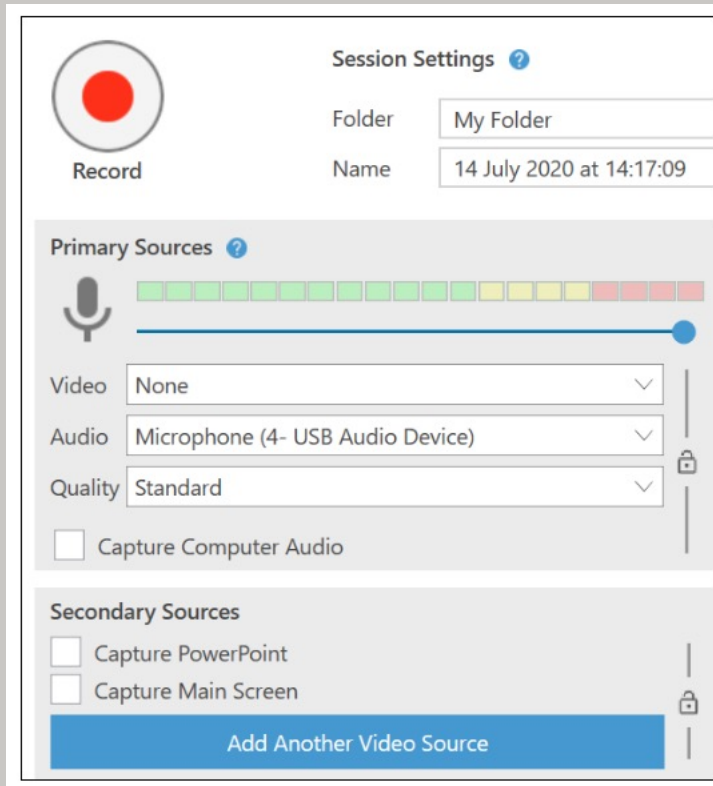 Session Settings ?
Folder My Folder
Record
Name 14 July 2020 at 14:17:09
Primary Sources ?
Video None
Audio Microphone (4- USB Audio Device)
Quality Standard
Capture Computer Audio
Secondary Sources
Capture PowerPoint
Capture Main Screen
Add Another Video Source